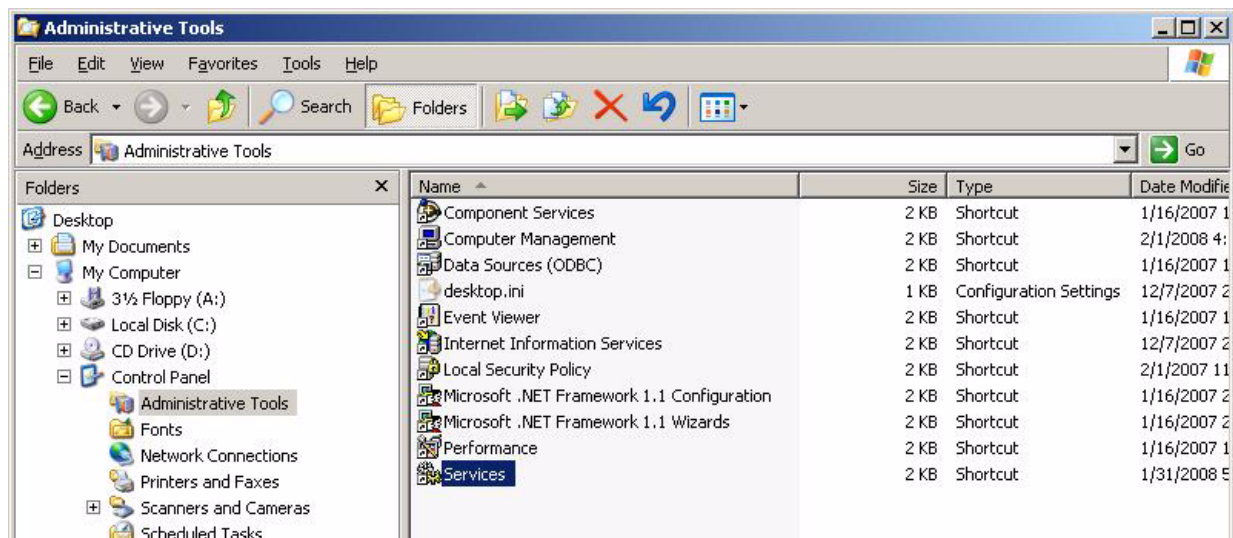 Administrative Tools
File Edit View Favorites Tools Help
Back Search Folders
Address Administrative Tools Go
Folders
Desktop
My Documents
My Computer
3½ Floppy (A:)
Local Disk (C:)
CD Drive (D:)
Control Panel
Administrative Tools
Fonts
Network Connections
Printers and Faxes
Scanners and Cameras
Scheduled Tasks
Name Size Type Date Modifie
Component Services 2 KB Shortcut 1/16/2007 1
Computer Management 2 KB Shortcut 2/1/2008 4:
Data Sources (ODBC) 2 KB Shortcut 1/16/2007 1
desktop.ini 1 KB Configuration Settings 12/7/2007 2
Event Viewer 2 KB Shortcut 1/16/2007 1
Internet Information Services 2 KB Shortcut 12/7/2007 2
Local Security Policy 2 KB Shortcut 2/1/2007 11
Microsoft .NET Framework 1.1 Configuration 2 KB Shortcut 1/16/2007 2
Microsoft .NET Framework 1.1 Wizards 2 KB Shortcut 1/16/2007 2
Performance 2 KB Shortcut 1/16/2007 1
Services 2 KB Shortcut 1/31/2008 5